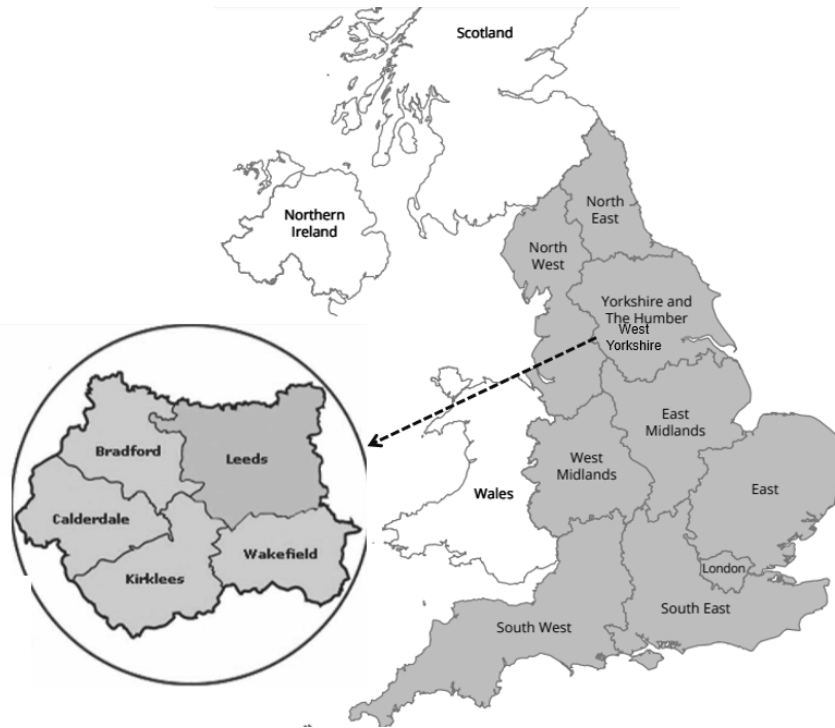 Scotland
North
East
Northern
Ireland
North
West
Yorkshire and
The Humber
West
Yorkshire
East
Midlands
West
Midlands
Wales
East
London
South East
South West
Bradford
Leeds
Calderdale
Wakefield
Kirklees